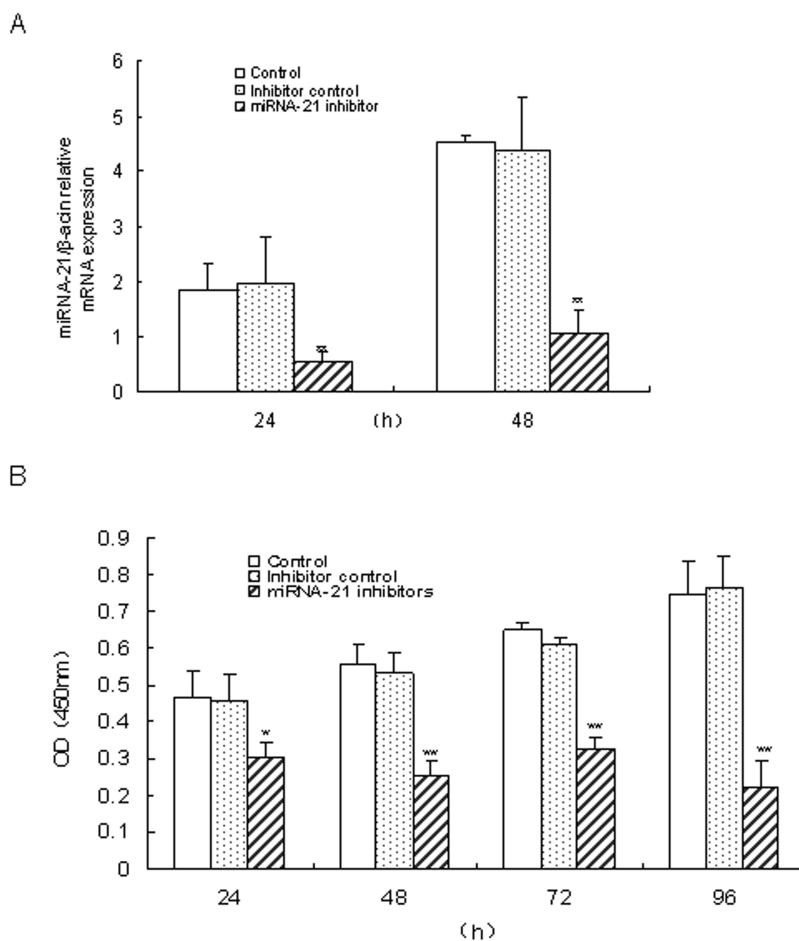 A
6
5
4
3
2
1
0
miRNA-21/β-acin relative
mRNA expression
Control
Inhibitor control
miRNA-21 inhibitor
**
**
24 (h) 48
B
0.9
0.8
0.7
0.6
0.5
0.4
0.3
0.2
0.1
0
OD (450nm)
Control
Inhibitor control
miRNA-21 inhibitors
*
**
**
**
24 48 72 96
(h)